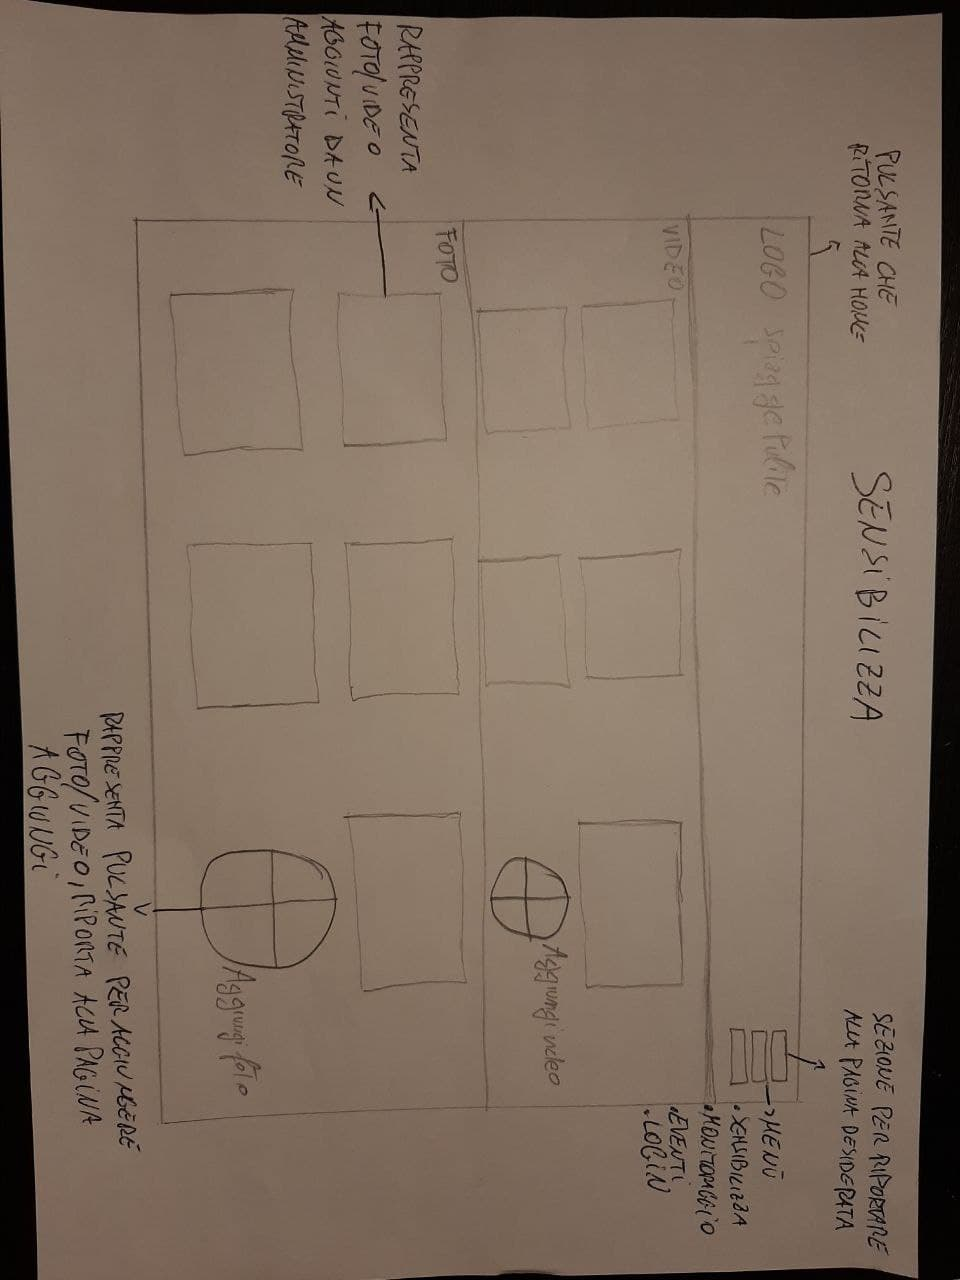 SENSIBILIZZA
PULSANTE CHE
RITORNA ALLA HOME
SEZIONE PER RIPORTARE
ALLA PAGINA DESIDERATA
LOGO spiagge Pulite
MENÙ
• SENSIBILIZZA
• MONITORAGGIO
• EVENTI
• LOGIN
VIDEO
Aggiungi video
FOTO
Aggiungi foto
RAPPRESENTA
FOTO/VIDEO
AGGIUNTI DA UN
AMMINISTRATORE
RAPPRESENTA PULSANTE PER AGGIUNGERE
FOTO/VIDEO, RIPORTA ALLA PAGINA
AGGIUNGI